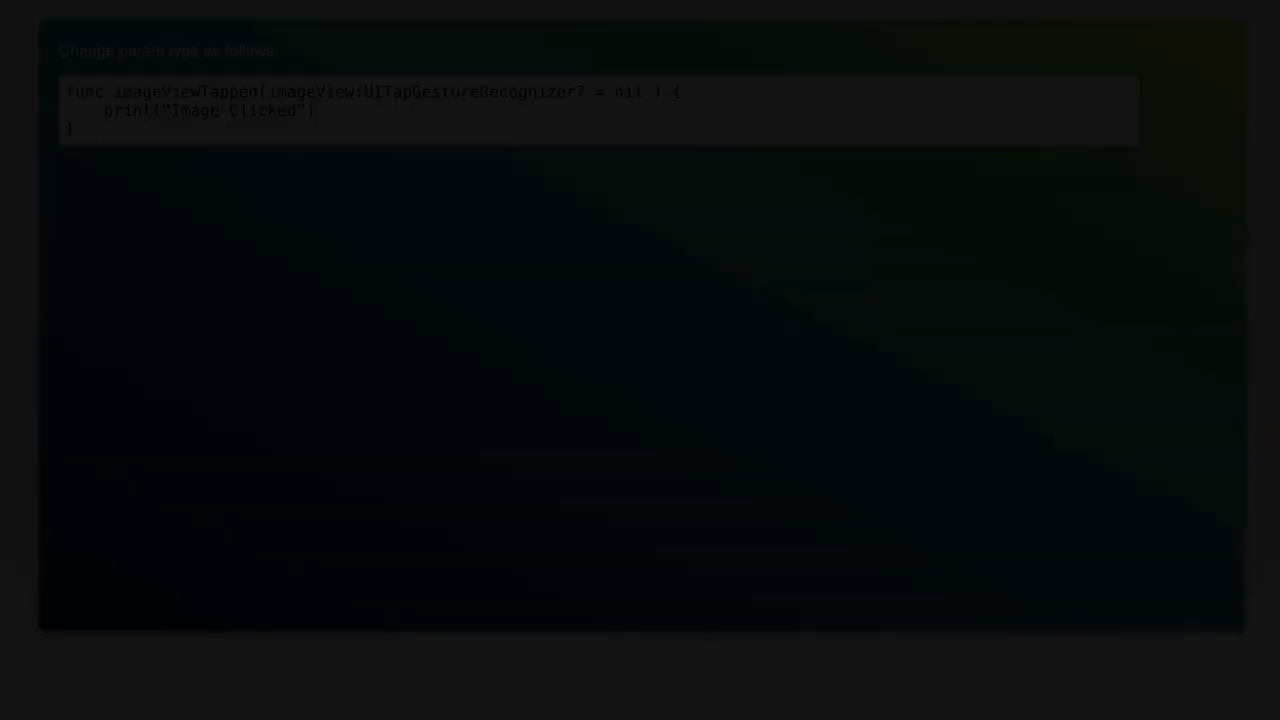 Change param type as follows:
func imageViewTapped(imageView:UITapGestureRecognizer? = nil ) {
    print("Image Clicked")
}